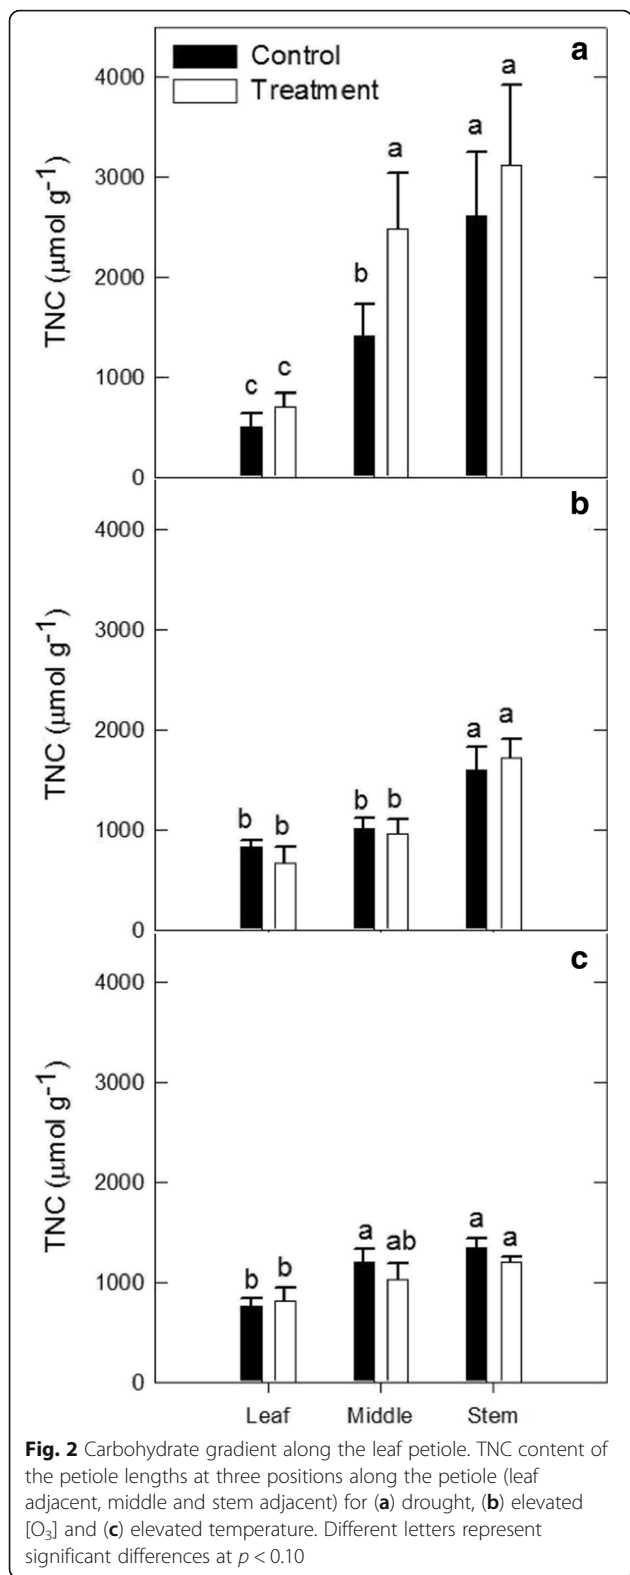 a
Control
Treatment
4000
3000
2000
1000
0
TNC (μmol g⁻¹)
c c b a a a
b
4000
3000
2000
1000
0
TNC (μmol g⁻¹)
b b b b a a
c
4000
3000
2000
1000
0
TNC (μmol g⁻¹)
b b a ab a a
Leaf Middle Stem
Fig. 2 Carbohydrate gradient along the leaf petiole. TNC content of
the petiole lengths at three positions along the petiole (leaf
adjacent, middle and stem adjacent) for (a) drought, (b) elevated
[O₃] and (c) elevated temperature. Different letters represent
significant differences at p < 0.10